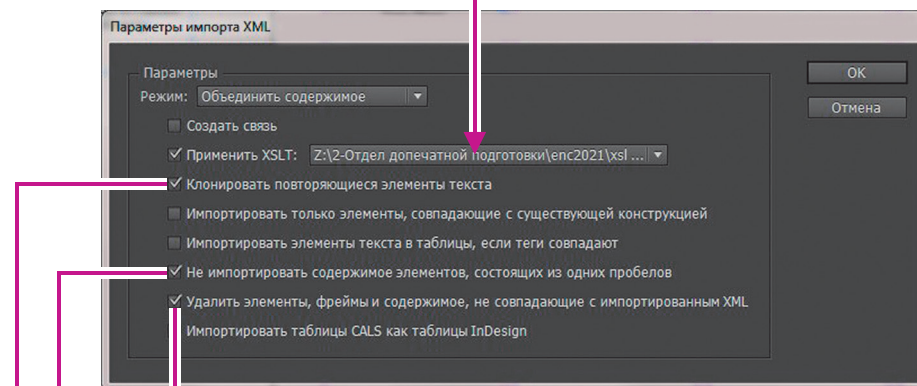 Параметры импорта XML
Параметры
OK
Режим: Объединить содержимое
Отмена
Создать связь
Применить XSLT: Z:\2-Отдел допечатной подготовки\enc2021\xsl ...
Клонировать повторяющиеся элементы текста
Импортировать только элементы, совпадающие с существующей конструкцией
Импортировать элементы текста в таблицы, если теги совпадают
Не импортировать содержимое элементов, состоящих из одних пробелов
Удалить элементы, фреймы и содержимое, не совпадающие с импортированным XML
Импортировать таблицы CALS как таблицы InDesign